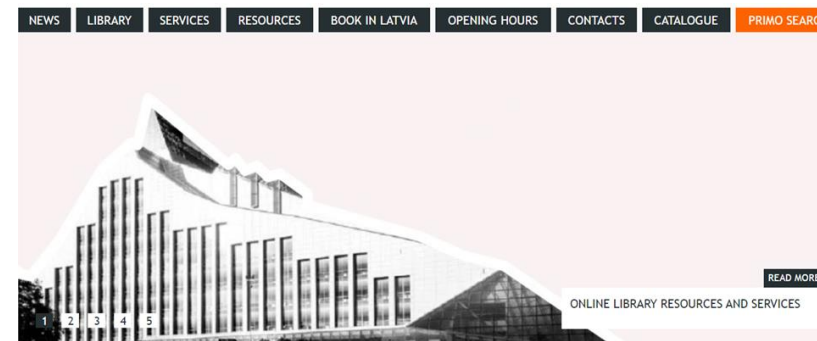 NEWS LIBRARY SERVICES RESOURCES BOOK IN LATVIA OPENING HOURS CONTACTS CATALOGUE PRIMO
READ MORE
ONLINE LIBRARY RESOURCES AND SERVICES
1 2 3 4 5